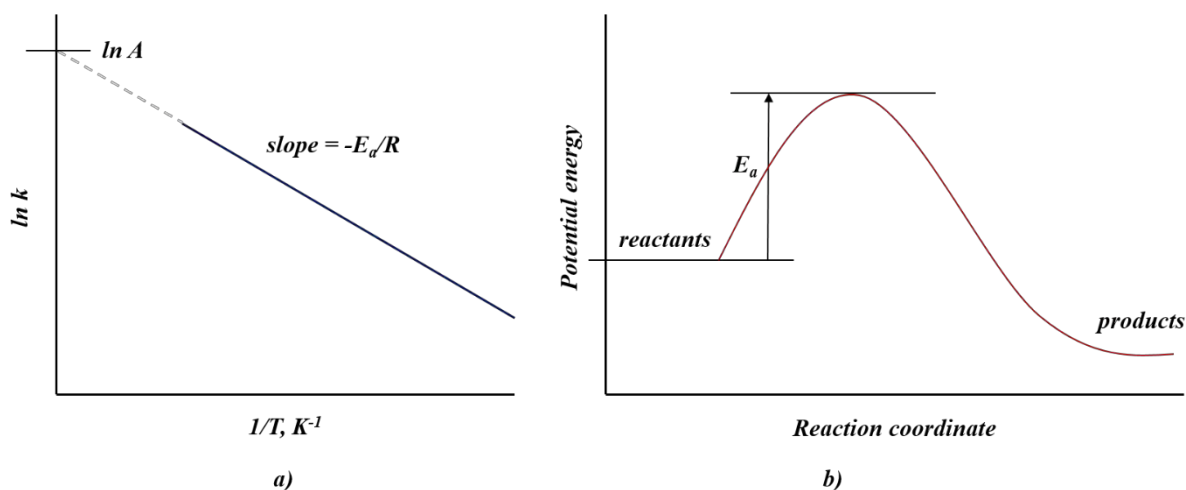 ln A
slope = -Eₐ/R
ln k
1/T, K⁻¹
a)
Potential energy
Eₐ
reactants
products
Reaction coordinate
b)